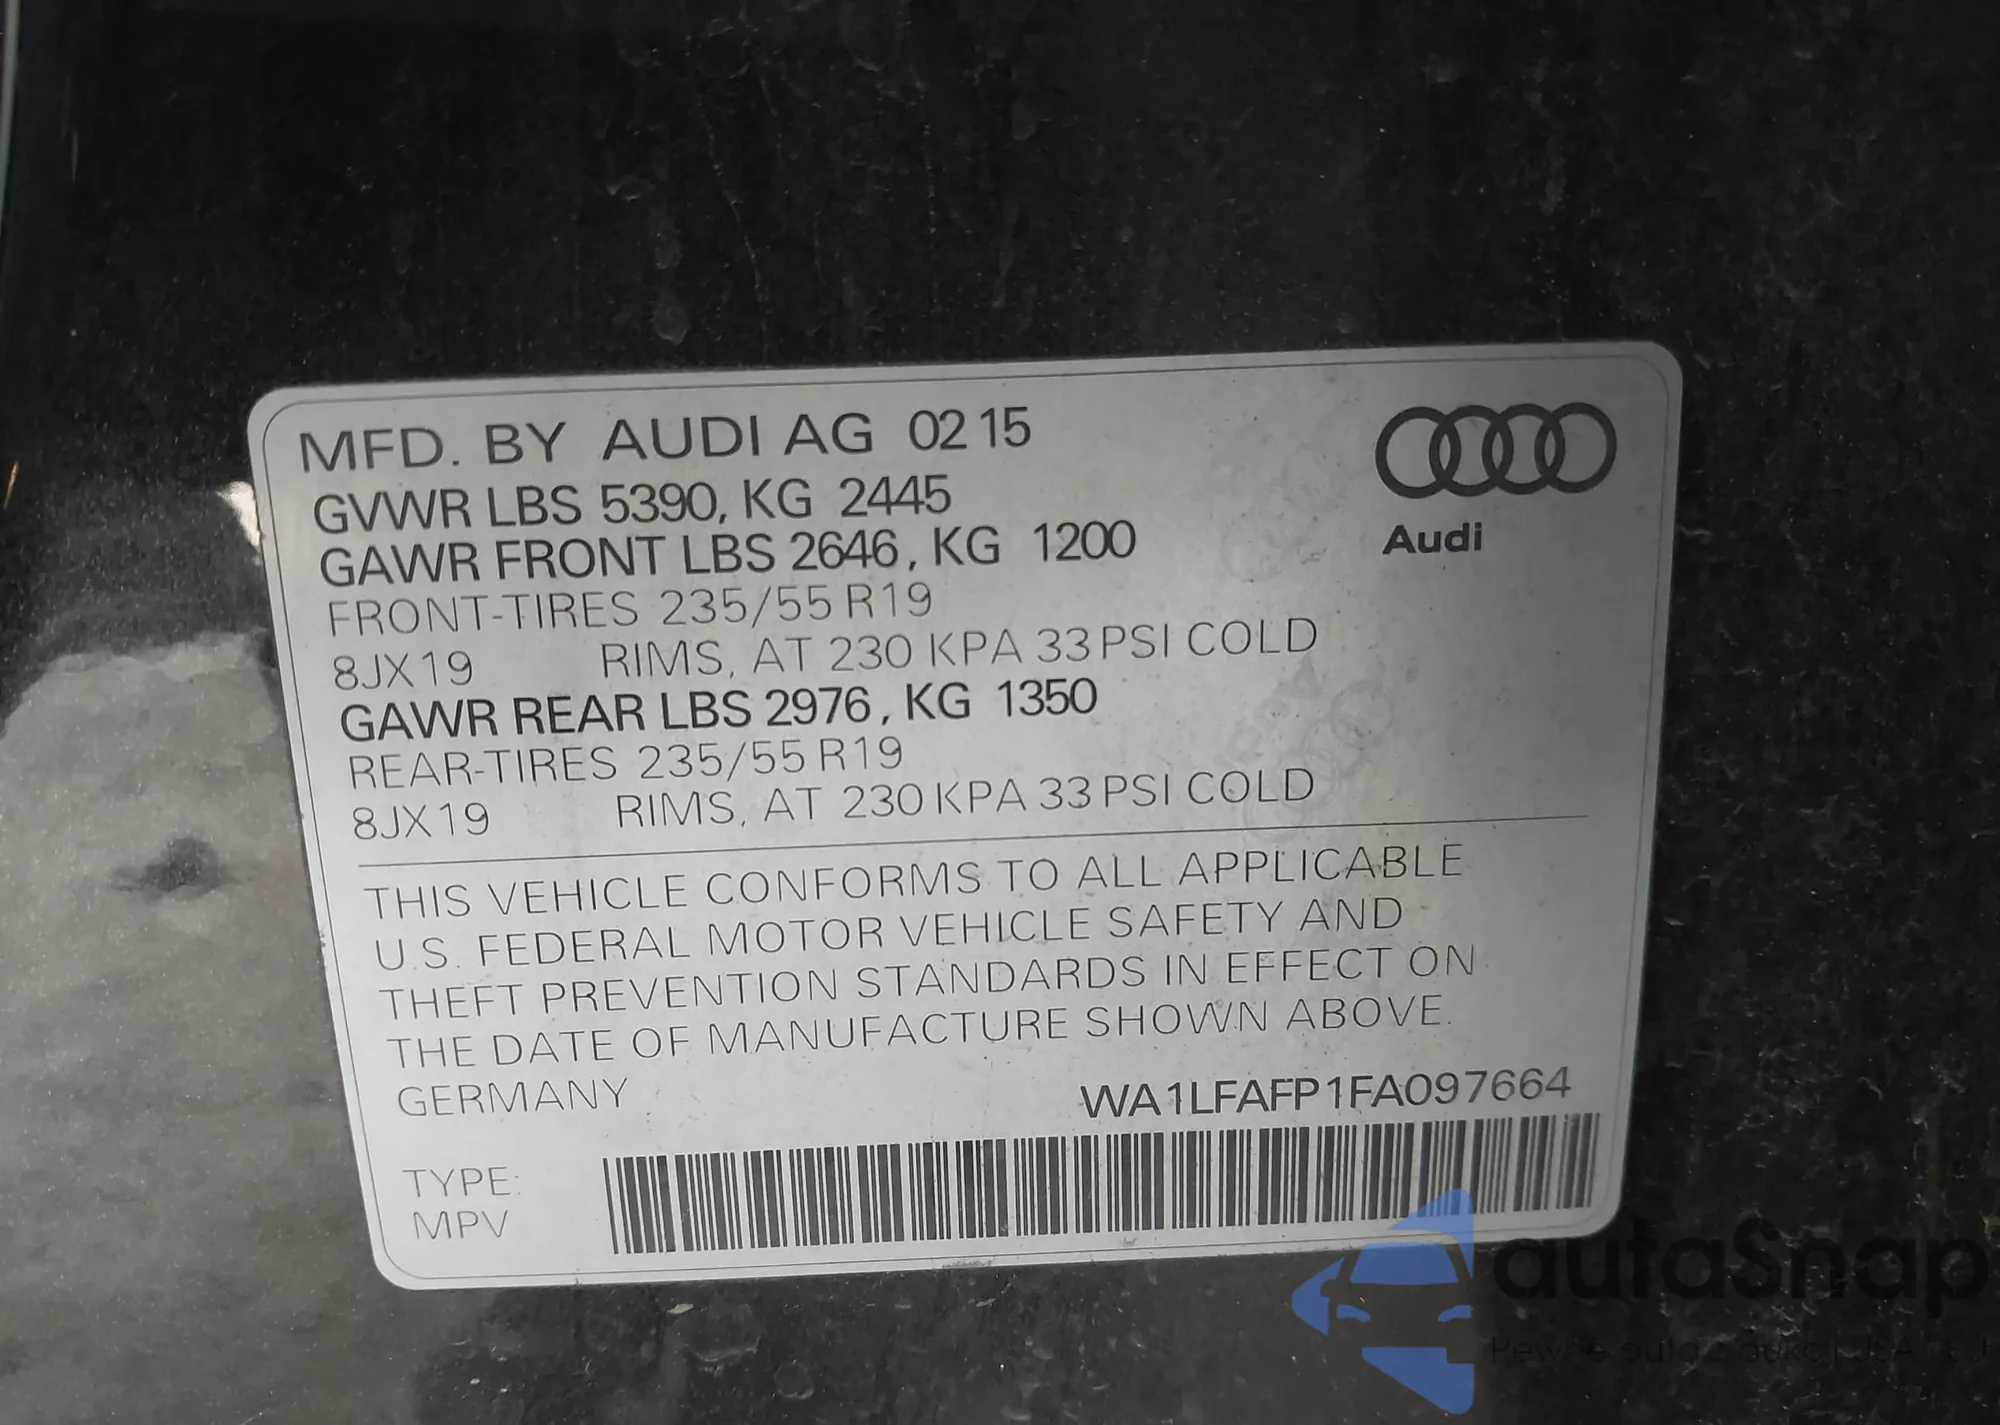 MFD. BY AUDI AG 02 15
GVWR LBS 5390, KG 2445
GAWR FRONT LBS 2646, KG 1200
FRONT-TIRES 235/55 R19
8JX19 RIMS, AT 230 KPA 33 PSI COLD
GAWR REAR LBS 2976, KG 1350
REAR-TIRES 235/55 R19
8JX19 RIMS, AT 230 KPA 33 PSI COLD
Audi
THIS VEHICLE CONFORMS TO ALL APPLICABLE
U.S. FEDERAL MOTOR VEHICLE SAFETY AND
THEFT PREVENTION STANDARDS IN EFFECT ON
THE DATE OF MANUFACTURE SHOWN ABOVE.
GERMANY WA1LFAFP1FA097664
TYPE:
MPV
autaSnap